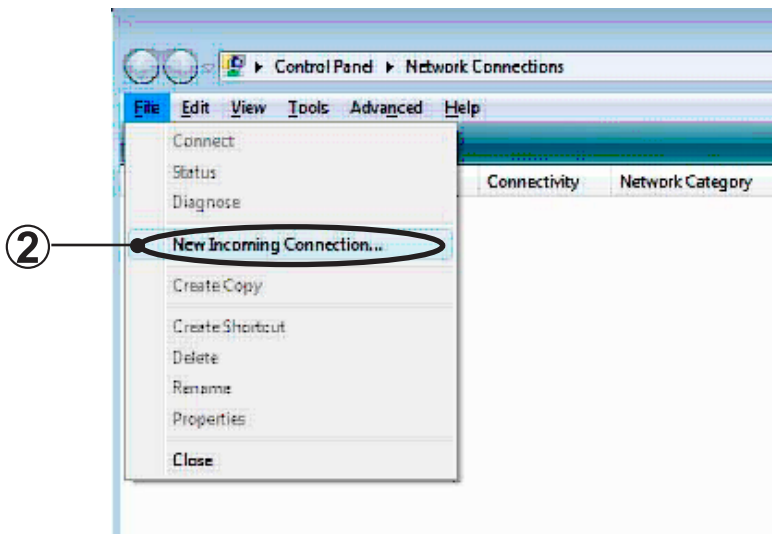 Control Panel Network Connections
File Edit View Tools Advanced Help
Connect
Status
Diagnose
Connectivity Network Category
2
New Incoming Connection...
Create Copy
Create Shortcut
Delete
Rename
Properties
Close